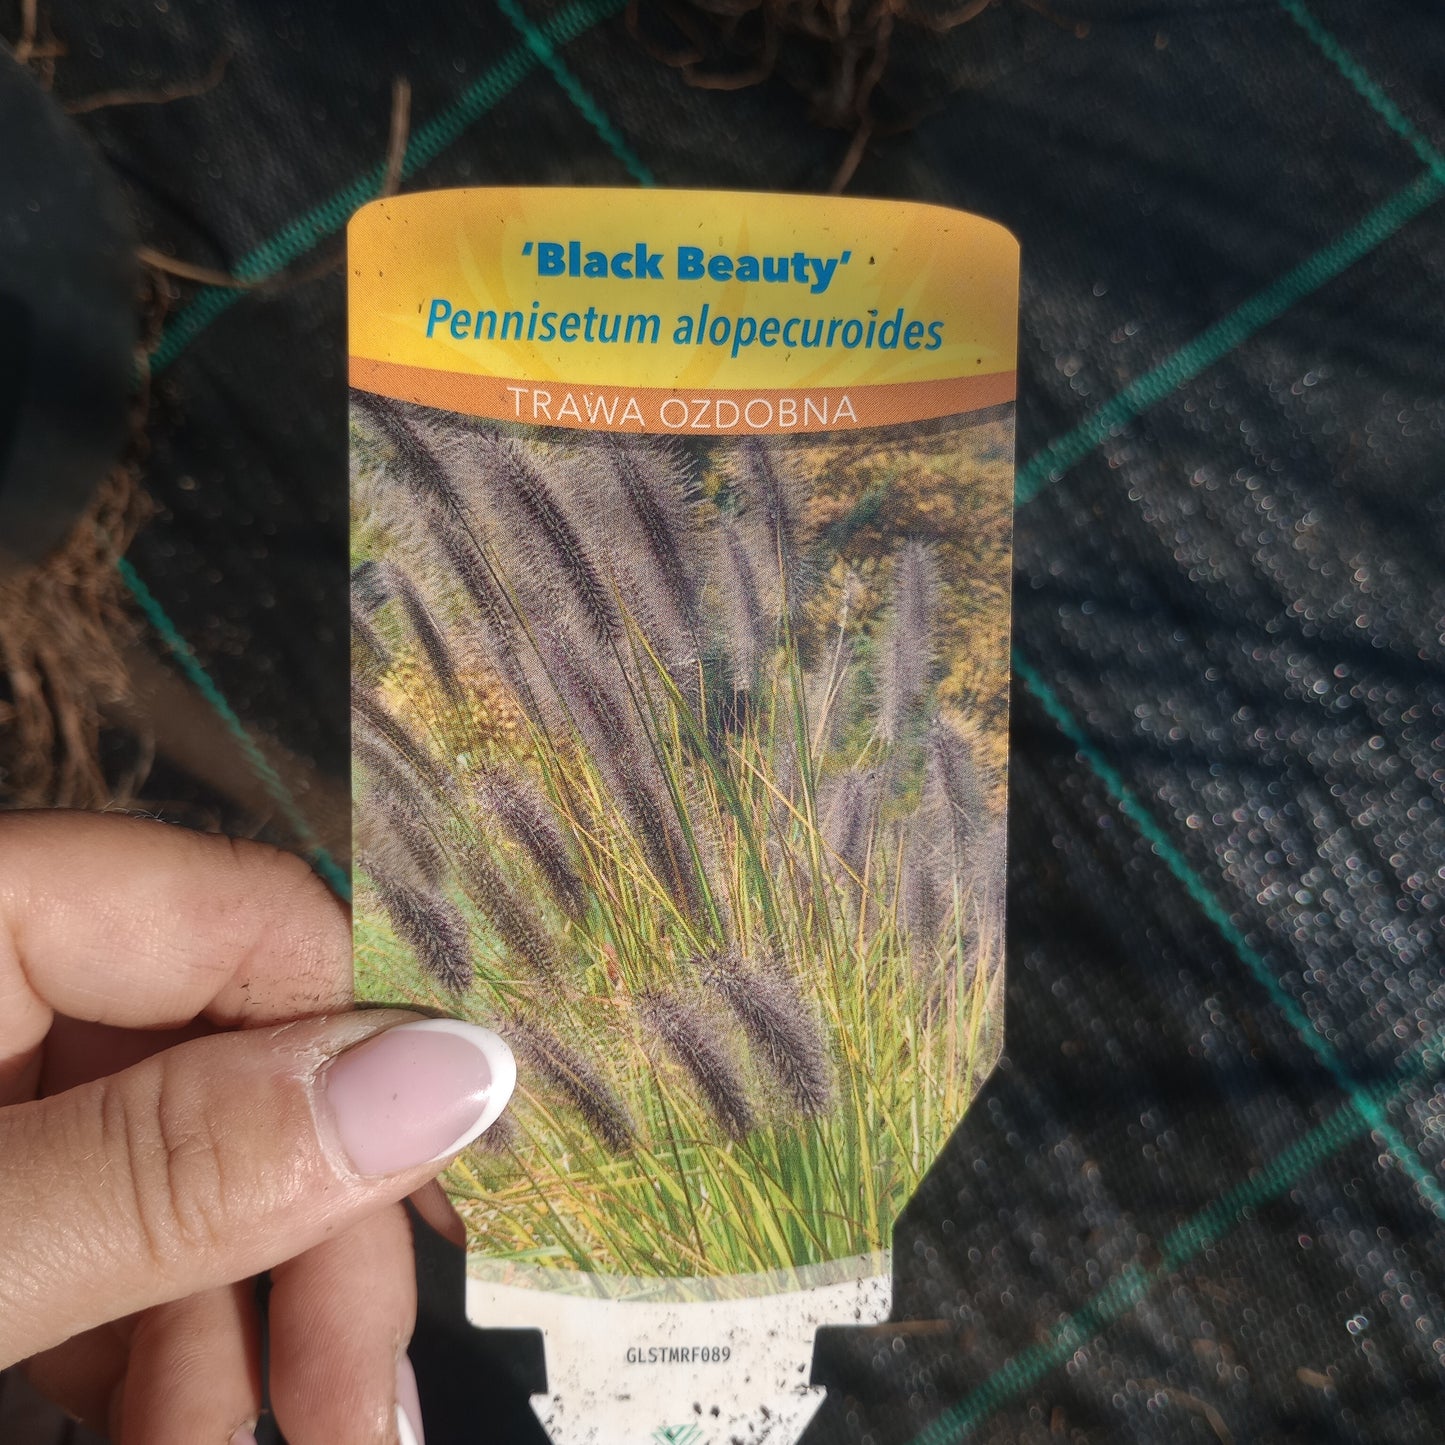 ‘Black Beauty’
Pennisetum alopecuroides
TRAWA OZDOBNA
GLSTMRF089